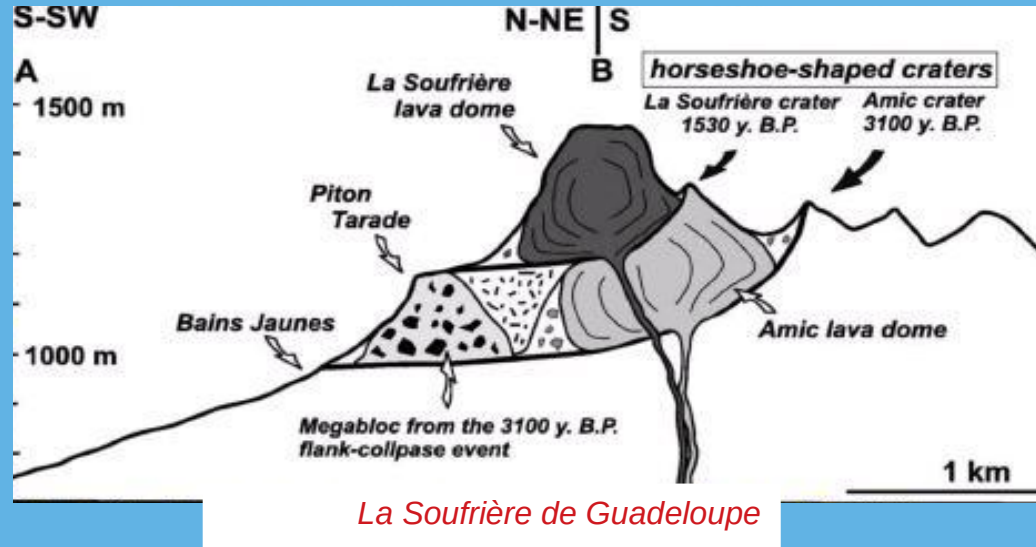 S-SW
N-NE | S
A
B
horseshoe-shaped craters
1500 m
La Soufrière
lava dome
La Soufrière crater
1530 y. B.P.
Amic crater
3100 y. B.P.
Piton
Tarade
Bains Jaunes
Amic lava dome
1000 m
Megabloc from the 3100 y. B.P.
flank-collpase event
1 km
La Soufrière de Guadeloupe